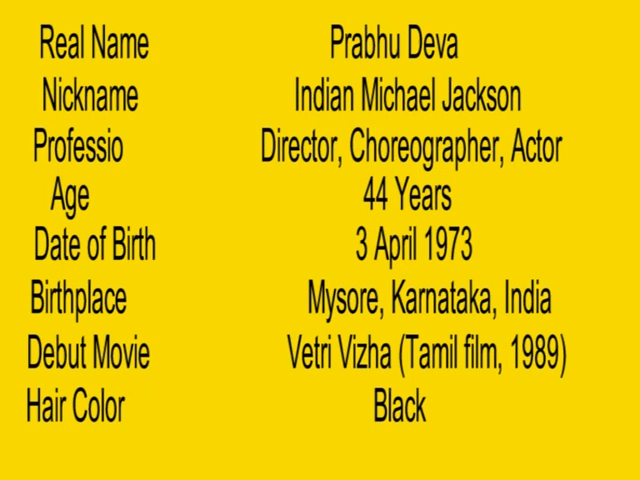 Real Name Prabhu Deva
Nickname Indian Michael Jackson
Professio Director, Choreographer, Actor
Age 44 Years
Date of Birth 3 April 1973
Birthplace Mysore, Karnataka, India
Debut Movie Vetri Vizha (Tamil film, 1989)
Hair Color Black